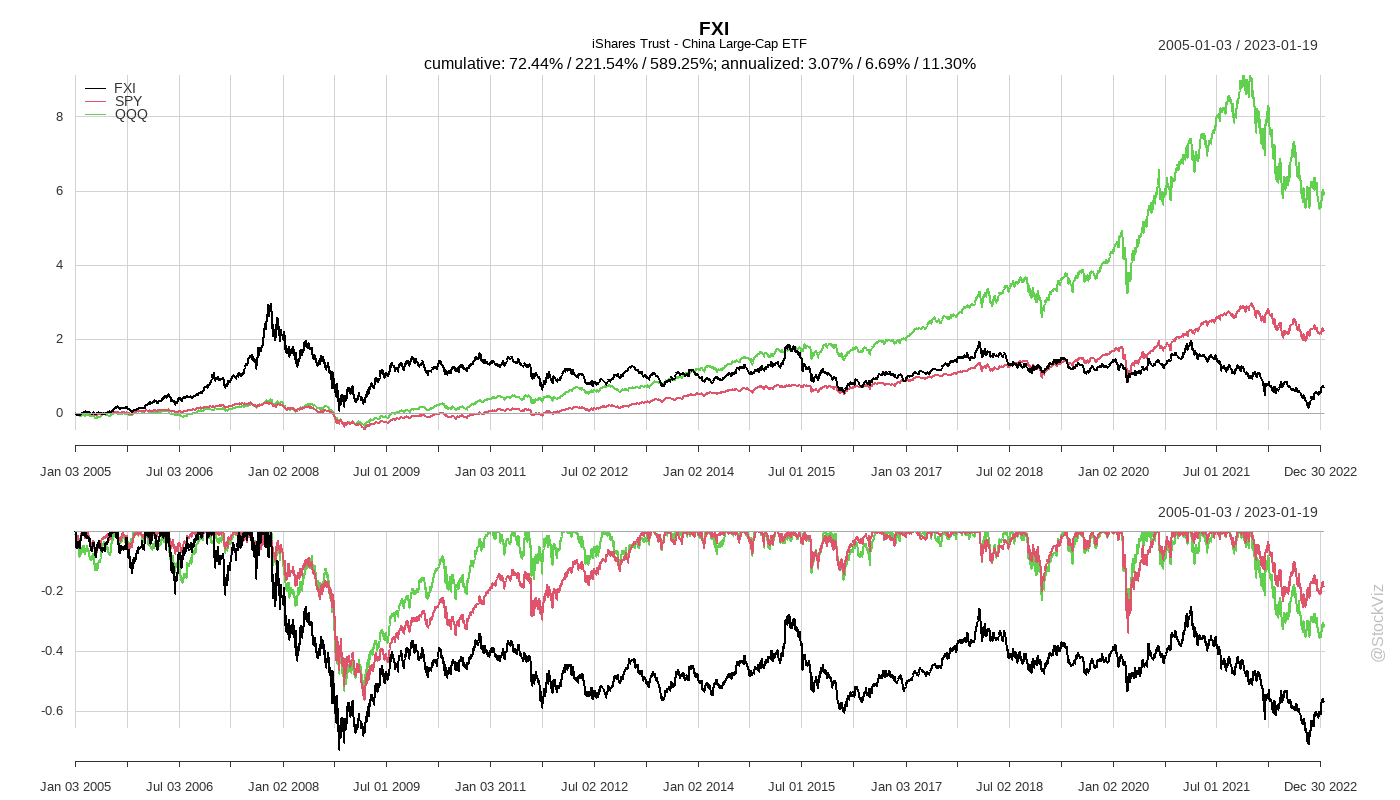 FXI
iShares Trust - China Large-Cap ETF
2005-01-03 / 2023-01-19
cumulative: 72.44% / 221.54% / 589.25%; annualized: 3.07% / 6.69% / 11.30%
FXI
SPY
QQQ
8
6
4
2
0
Jan 03 2005 Jul 03 2006 Jan 02 2008 Jul 01 2009 Jan 03 2011 Jul 02 2012 Jan 02 2014 Jul 01 2015 Jan 03 2017 Jul 02 2018 Jan 02 2020 Jul 01 2021 Dec 30 2022
2005-01-03 / 2023-01-19
-0.2
-0.4
-0.6
Jan 03 2005 Jul 03 2006 Jan 02 2008 Jul 01 2009 Jan 03 2011 Jul 02 2012 Jan 02 2014 Jul 01 2015 Jan 03 2017 Jul 02 2018 Jan 02 2020 Jul 01 2021 Dec 30 2022
@StockViz